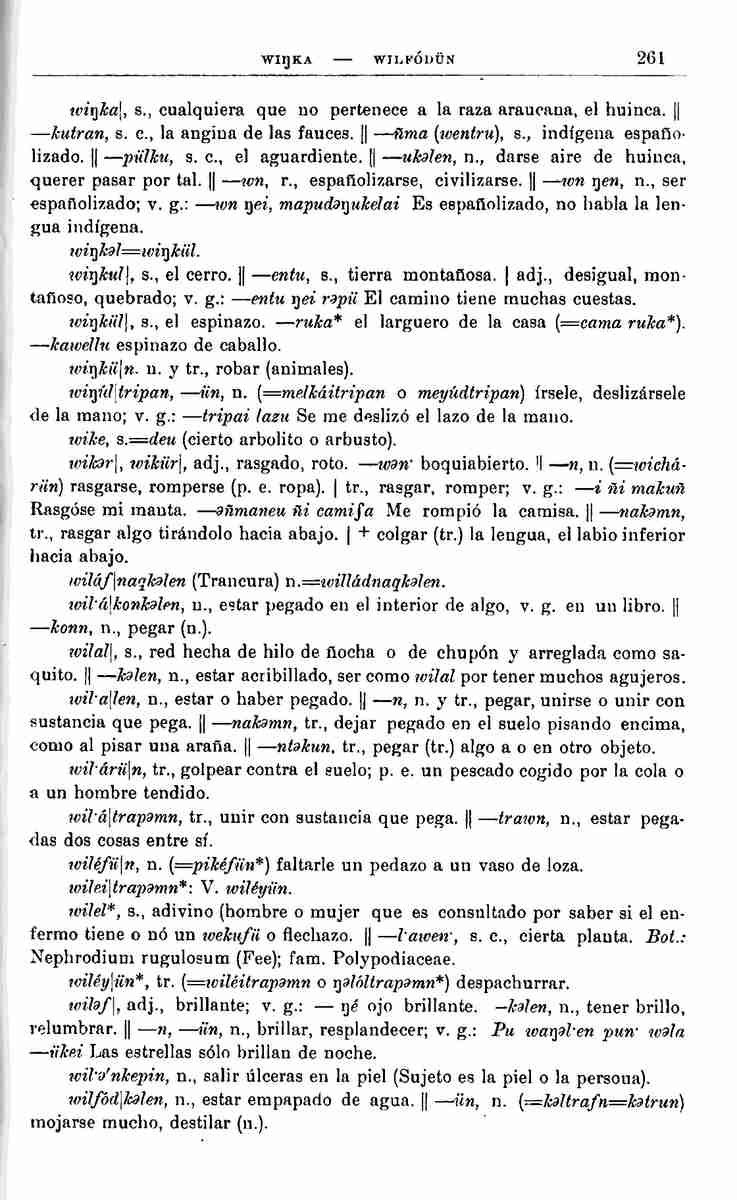 WIŊKA — WILFÓDÜN 261
wiŋka|, s., cualquiera que no pertenece a la raza araucana, el huinca. ||
—kutran, s. c., la angina de las fauces. || —ñma (wentru), s., indígena españo-
lizado. || —pülku, s. c., el aguardiente. || —ukəlen, n., darse aire de huinca,
querer pasar por tal. || —wn, r., españolizarse, civilizarse. || —wn ŋen, n., ser
españolizado; v. g.: —wn ŋei, mapudəŋukelai Es españolizado, no habla la len-
gua indígena.
wiŋkəl=wiŋkül.
wiŋkul|, s., el cerro. || —entu, s., tierra montañosa. | adj., desigual, mon-
tañoso, quebrado; v. g.: —entu ŋei rəpü El camino tiene muchas cuestas.
wiŋkül|, s., el espinazo. —ruka* el larguero de la casa (=cama ruka*).
—kawellu espinazo de caballo.
wiŋkü|n. n. y tr., robar (animales).
wiŋúd|tripan, —ün, n. (=melkáitripan o meyúdtripan) írsele, deslizársele
de la mano; v. g.: —tripai lazu Se me deslizó el lazo de la mano.
wike, s.=deu (cierto arbolito o arbusto).
wikər|, wikür|, adj., rasgado, roto. —wən· boquiabierto. || —n, n. (=wichá-
rün) rasgarse, romperse (p. e. ropa). | tr., rasgar, romper; v. g.: —i ñi makuñ
Rasgóse mi manta. —əñmaneu ñi camiʃa Me rompió la camisa. || —nakəmn,
tr., rasgar algo tirándolo hacia abajo. | + colgar (tr.) la lengua, el labio inferior
hacia abajo.
wiláf|naqkəlen (Trancura) n.=willádnaqkəlen.
wil·á|konkəlen, n., estar pegado en el interior de algo, v. g. en un libro. ||
—konn, n., pegar (n.).
wilal|, s., red hecha de hilo de ñocha o de chupón y arreglada como sa-
quito. || —kəlen, n., estar acribillado, ser como wilal por tener muchos agujeros.
wil·a|len, n., estar o haber pegado. || —n, n. y tr., pegar, unirse o unir con
sustancia que pega. || —nakəmn, tr., dejar pegado en el suelo pisando encima,
como al pisar una araña. || —ntəkun, tr., pegar (tr.) algo a o en otro objeto.
wil·árü|n, tr., golpear contra el suelo; p. e. un pescado cogido por la cola o
a un hombre tendido.
wil·á|trapəmn, tr., unir con sustancia que pega. || —trawn, n., estar pega-
das dos cosas entre sí.
wiléfü|n, n. (=pikéfün*) faltarle un pedazo a un vaso de loza.
wilei|trapəmn*: V. wiléyün.
wilel*, s., adivino (hombre o mujer que es consultado por saber si el en-
fermo tiene o nó un wekufü o flechazo. || —l·awen·, s. c., cierta planta. Bot.:
Nephrodium rugulosum (Fee); fam. Polypodiaceae.
wiléy|ün*, tr. (=wiléitrapəmn o ŋəlóltrapəmn*) despachurrar.
wiləf|, adj., brillante; v. g.: — ŋé ojo brillante. —kəlen, n., tener brillo,
relumbrar. || —n, —ün, n., brillar, resplandecer; v. g.: Pu waŋəl·en pun· wəla
—ükei Las estrellas sólo brillan de noche.
wil·ə'nkepin, n., salir úlceras en la piel (Sujeto es la piel o la persona).
wilfód|kəlen, n., estar empapado de agua. || —ün, n. (=kəltrafn=kətrun)
mojarse mucho, destilar (n.).